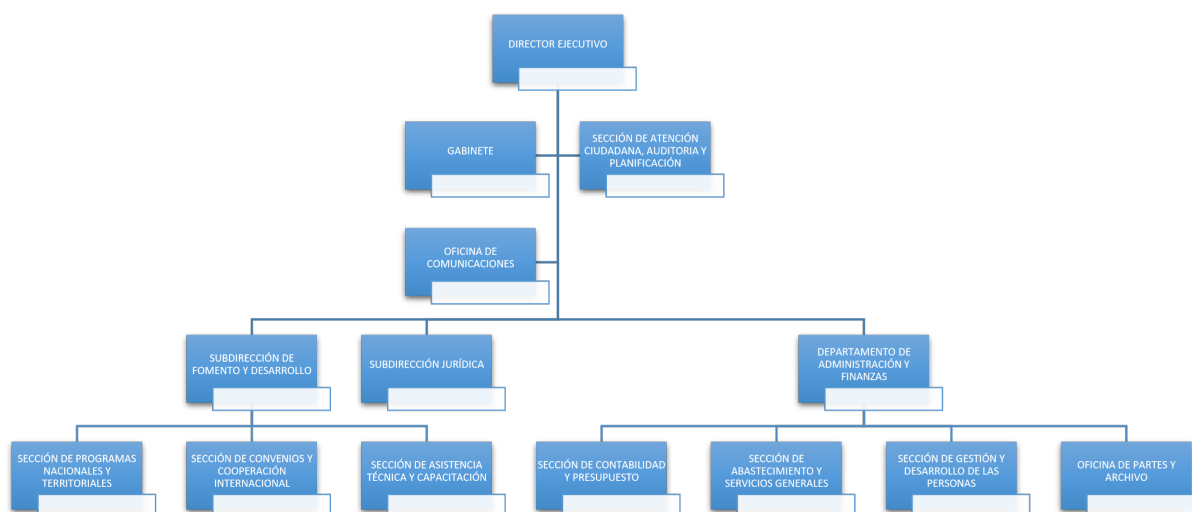 DIRECTOR EJECUTIVO
GABINETE
SECCIÓN DE ATENCIÓN
CIUDADANA, AUDITORIA Y
PLANIFICACIÓN
OFICINA DE
COMUNICACIONES
SUBDIRECCIÓN DE
FOMENTO Y DESARROLLO
SUBDIRECCIÓN JURÍDICA
DEPARTAMENTO DE
ADMINISTRACIÓN Y
FINANZAS
SECCIÓN DE PROGRAMAS
NACIONALES Y
TERRITORIALES
SECCIÓN DE CONVENIOS Y
COOPERACIÓN
INTERNACIONAL
SECCIÓN DE ASISTENCIA
TÉCNICA Y CAPACITACIÓN
SECCIÓN DE CONTABILIDAD
Y PRESUPUESTO
SECCIÓN DE
ABASTECIMIENTO Y
SERVICIOS GENERALES
SECCIÓN DE GESTIÓN Y
DESARROLLO DE LAS
PERSONAS
OFICINA DE PARTES Y
ARCHIVO